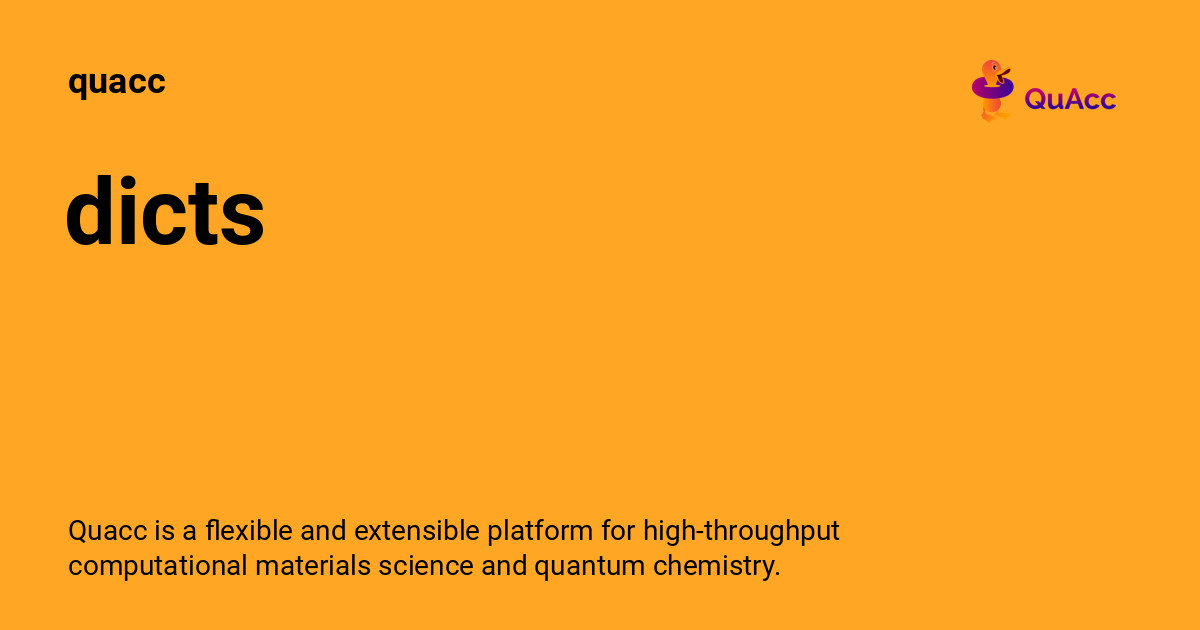 quacc
QuAcc
dicts
Quacc is a flexible and extensible platform for high-throughput
computational materials science and quantum chemistry.